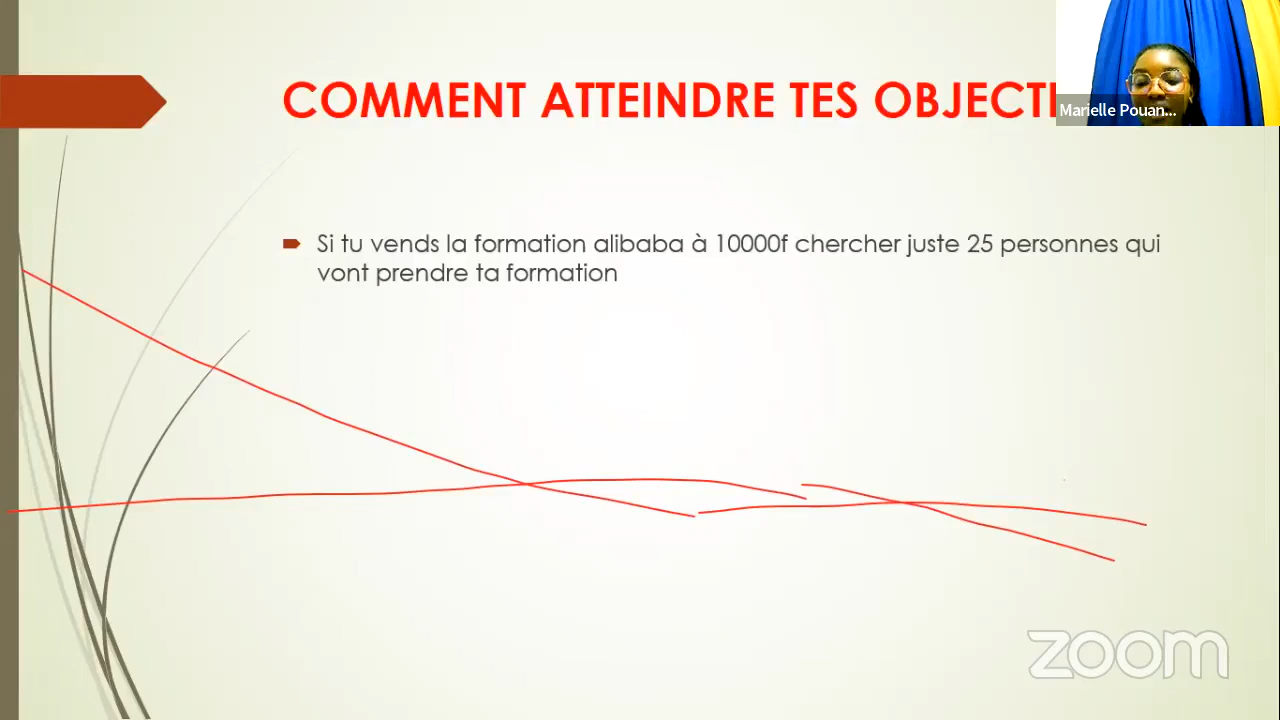 COMMENT ATTEINDRE TES OBJECTI
Marielle Pouan...
Si tu vends la formation alibaba à 10000f chercher juste 25 personnes qui
vont prendre ta formation
zoom